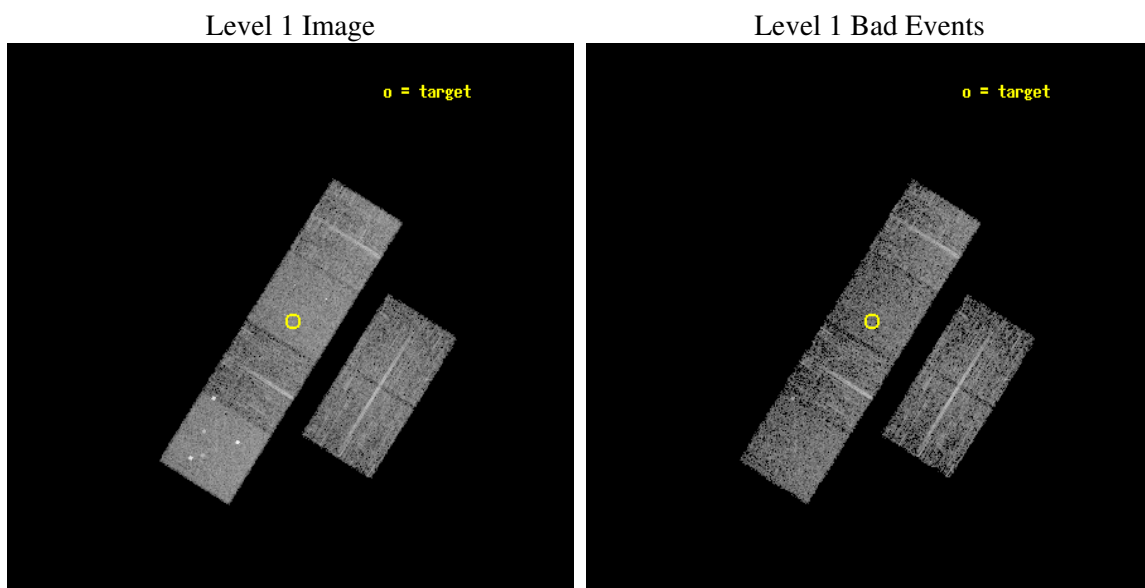 Level 1 Image
Level 1 Bad Events
o = target
o = target